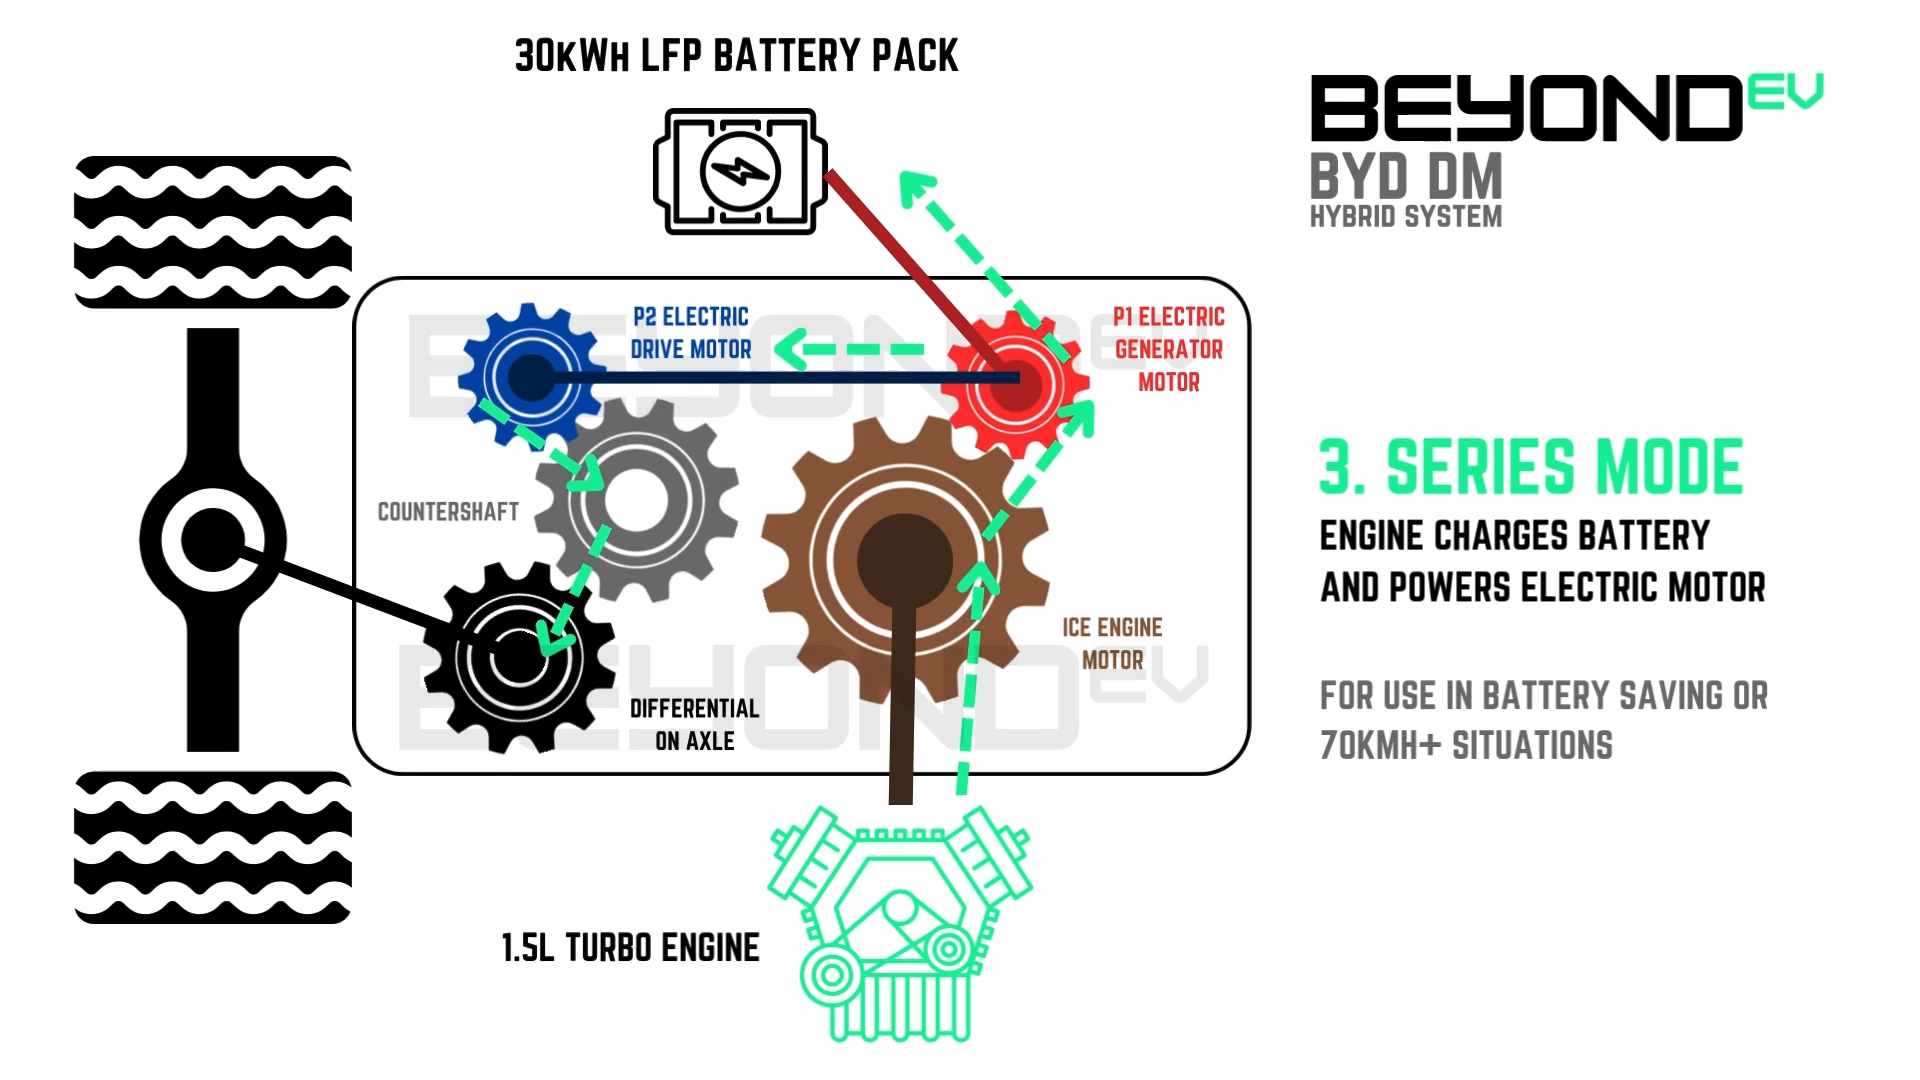 30kWh LFP BATTERY PACK
BEYONDEV
BYD DM
HYBRID SYSTEM
P2 ELECTRIC
DRIVE MOTOR
P1 ELECTRIC
GENERATOR
MOTOR
BEYONDEV
COUNTERSHAFT
3. SERIES MODE
ENGINE CHARGES BATTERY
AND POWERS ELECTRIC MOTOR
ICE ENGINE
MOTOR
FOR USE IN BATTERY SAVING OR
70KMH+ SITUATIONS
BEYONDEV
DIFFERENTIAL
ON AXLE
1.5L TURBO ENGINE